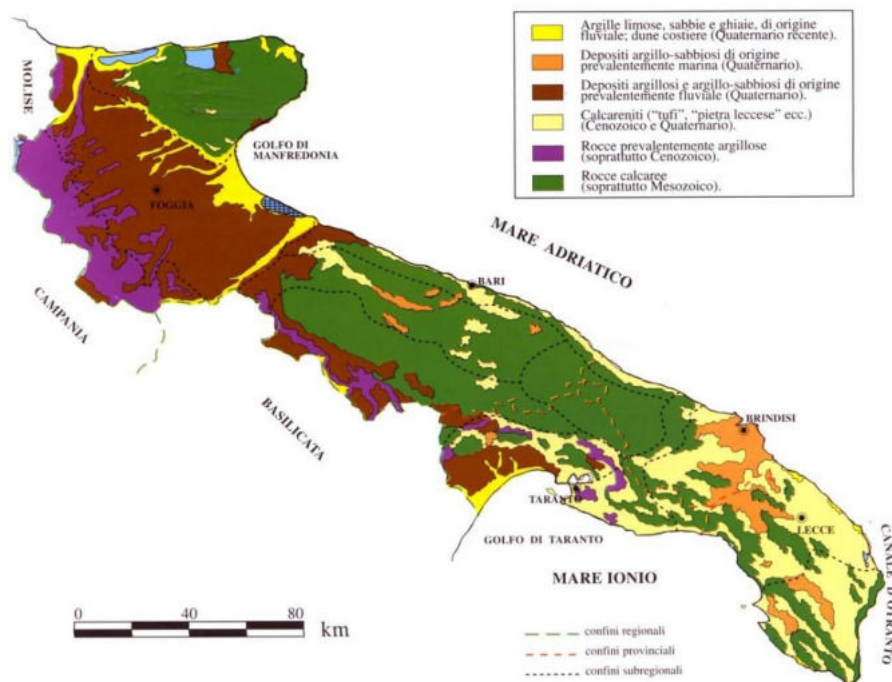 Argille limose, sabbie e ghiaie, di origine
fluviale; dune costiere (Quaternario recente).
Depositi argillo-sabbiosi di origine
prevalentemente marina (Quaternario).
Depositi argillosi e argillo-sabbiosi di origine
prevalentemente fluviale (Quaternario).
Calcareniti ("tufi", "pietra leccese" ecc.)
(Cenozoico e Quaternario).
Rocce prevalentemente argillose
(soprattutto Cenozoico).
Rocce calcaree
(soprattutto Mesozoico).
MOLISE
GOLFO DI
MANFREDONIA
FOGGIA
MARE ADRIATICO
BARI
CAMPANIA
BASILICATA
BRINDISI
TARANTO
LECCE
GOLFO DI TARANTO
CANALE D'OTRANTO
MARE IONIO
0 40 80
km
confini regionali
confini provinciali
confini subregionali